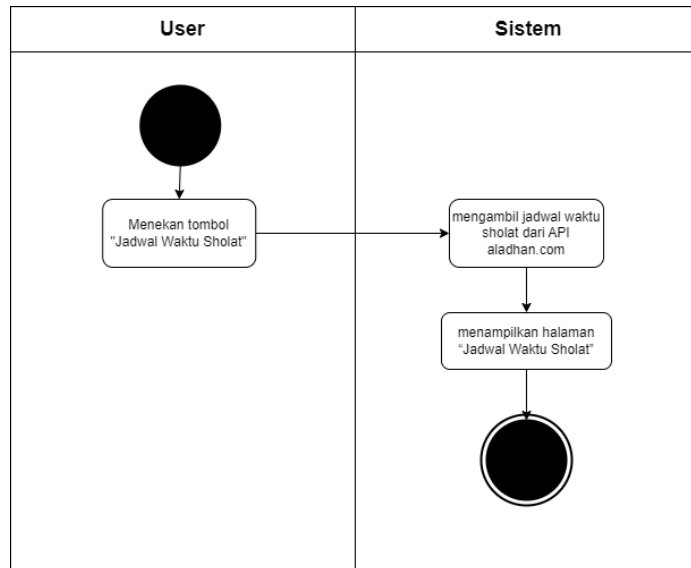 User
Sistem
Menekan tombol
"Jadwal Waktu Sholat"
mengambil jadwal waktu
sholat dari API
aladhan.com
menampilkan halaman
“Jadwal Waktu Sholat”